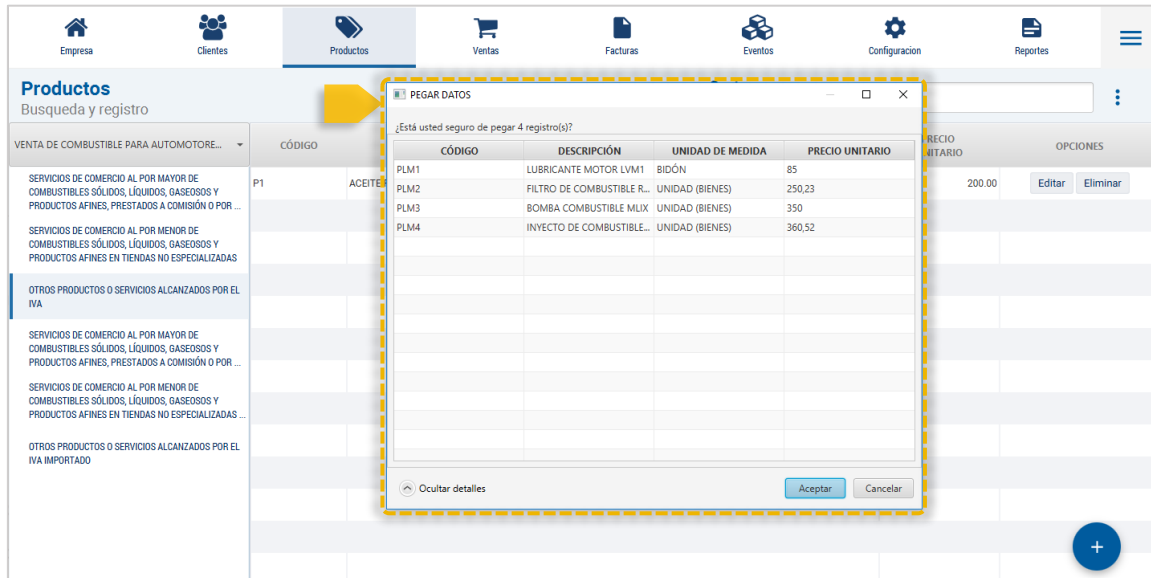 Empresa
Clientes
Productos
Ventas
Facturas
Eventos
Configuracion
Reportes
Productos
Busqueda y registro
VENTA DE COMBUSTIBLE PARA AUTOMOTORE...
SERVICIOS DE COMERCIO AL POR MAYOR DE
COMBUSTIBLES SÓLIDOS, LÍQUIDOS, GASEOSOS Y
PRODUCTOS AFINES, PRESTADOS A COMISIÓN O POR ...
SERVICIOS DE COMERCIO AL POR MENOR DE
COMBUSTIBLES SÓLIDOS, LÍQUIDOS, GASEOSOS Y
PRODUCTOS AFINES EN TIENDAS NO ESPECIALIZADAS
OTROS PRODUCTOS O SERVICIOS ALCANZADOS POR EL
IVA
SERVICIOS DE COMERCIO AL POR MAYOR DE
COMBUSTIBLES SÓLIDOS, LÍQUIDOS, GASEOSOS Y
PRODUCTOS AFINES, PRESTADOS A COMISIÓN O POR ...
SERVICIOS DE COMERCIO AL POR MENOR DE
COMBUSTIBLES SÓLIDOS, LÍQUIDOS, GASEOSOS Y
PRODUCTOS AFINES EN TIENDAS NO ESPECIALIZADAS ...
OTROS PRODUCTOS O SERVICIOS ALCANZADOS POR EL
IVA IMPORTADO
CÓDIGO
OPCIONES
P1
200.00 Editar Eliminar
PEGAR DATOS
¿Está usted seguro de pegar 4 registro(s)?
CÓDIGO DESCRIPCIÓN UNIDAD DE MEDIDA PRECIO UNITARIO
PLM1 LUBRICANTE MOTOR LVM1 BIDÓN 85
PLM2 FILTRO DE COMBUSTIBLE R... UNIDAD (BIENES) 250,23
PLM3 BOMBA COMBUSTIBLE MLIX UNIDAD (BIENES) 350
PLM4 INYECTO DE COMBUSTIBLE... UNIDAD (BIENES) 360,52
Ocultar detalles
Aceptar Cancelar